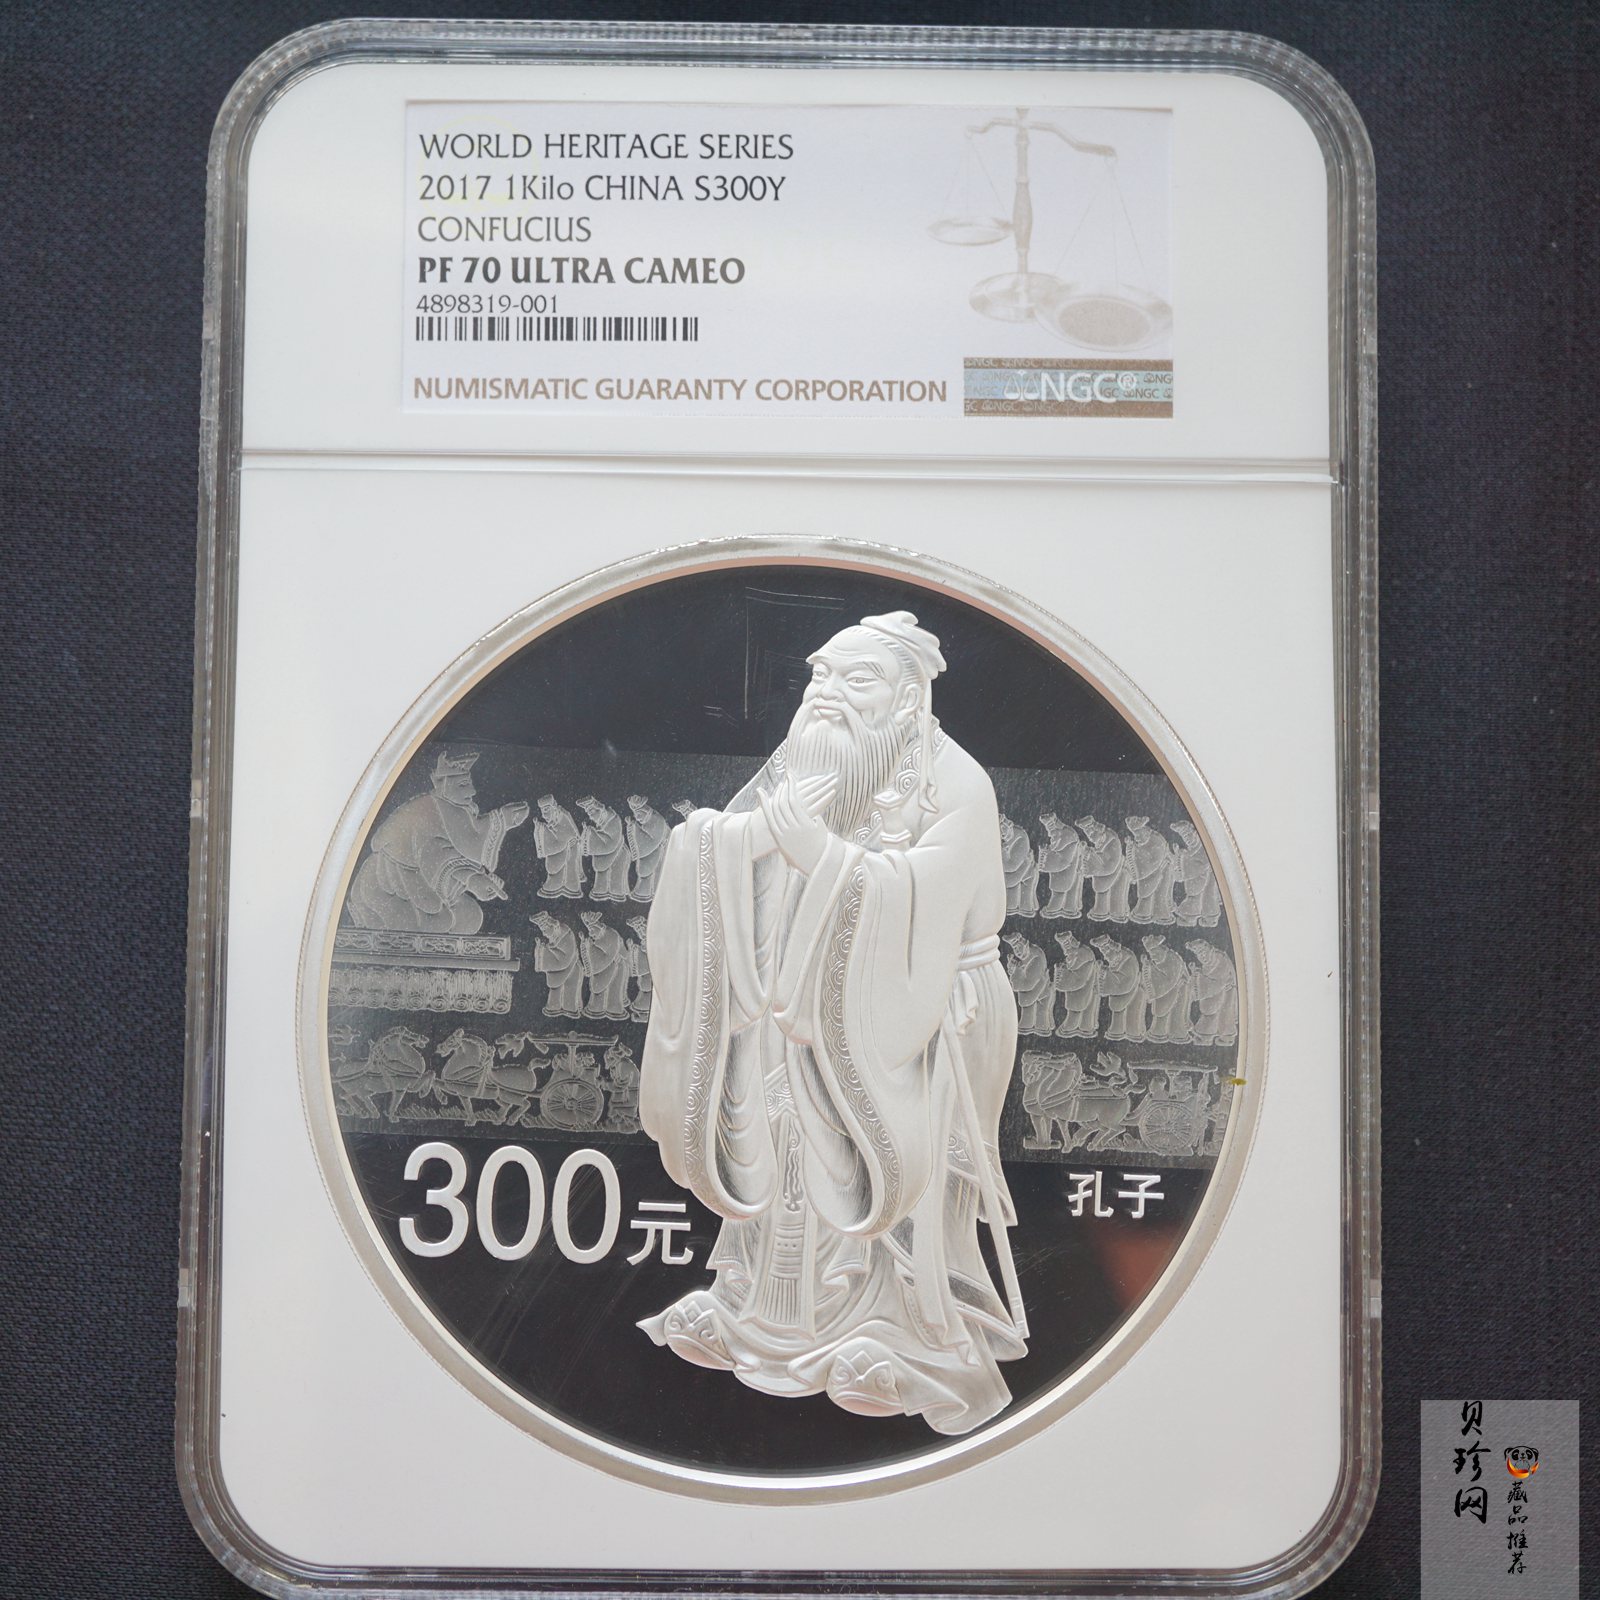 WORLD HERITAGE SERIES
2017 1Kilo CHINA S300Y
CONFUCIUS
PF 70 ULTRA CAMEO
4898319-001
NUMISMATIC GUARANTY CORPORATION
NGC®
300元
孔子
贝珍网
藏品推荐